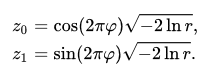 z₀ = cos(2πφ)√−2 ln r,
z₁ = sin(2πφ)√−2 ln r.